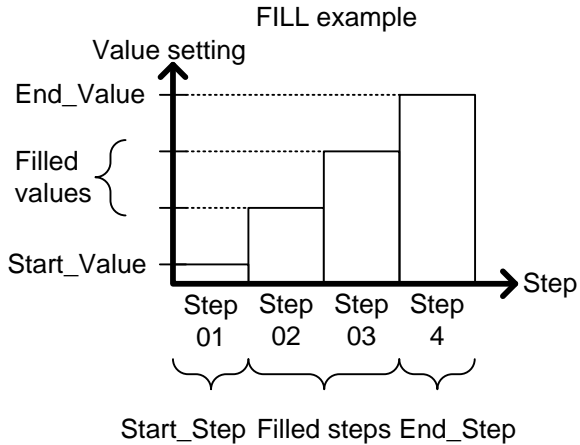 FILL example
Value setting
End_Value
Filled
values
Start_Value
Step
Step Step Step Step
01 02 03 4
Start_Step Filled steps End_Step